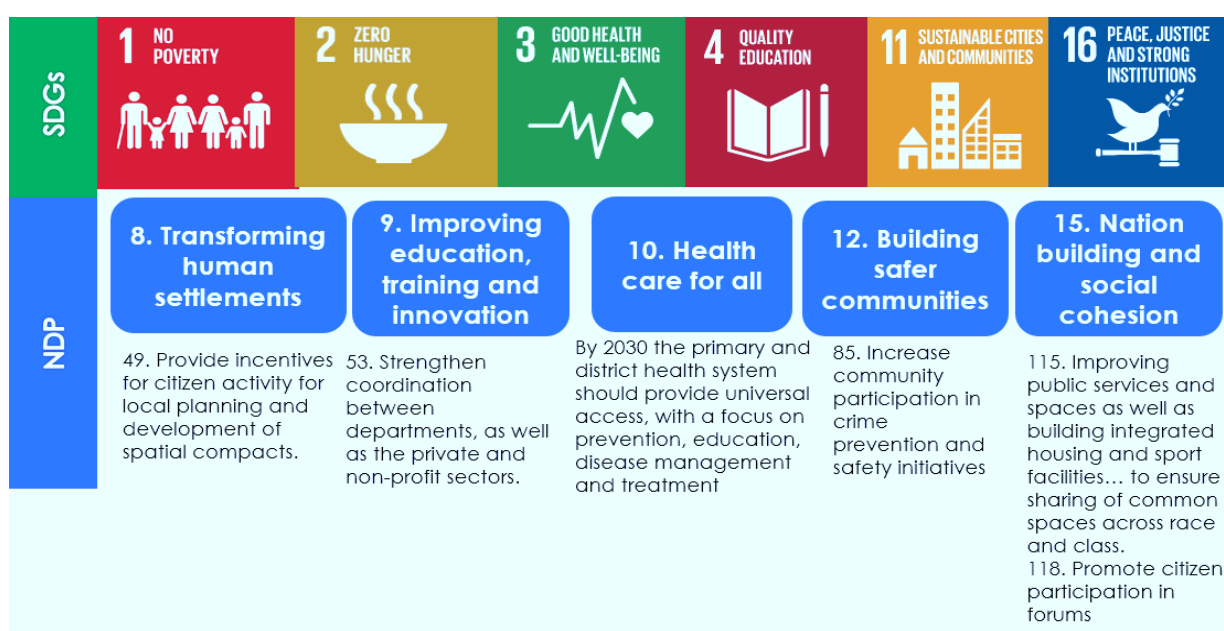 SDGs
1 NO
POVERTY
2 ZERO
HUNGER
3 GOOD HEALTH
AND WELL-BEING
4 QUALITY
EDUCATION
11 SUSTAINABLE CITIES
AND COMMUNITIES
16 PEACE, JUSTICE
AND STRONG
INSTITUTIONS
NDP
8. Transforming
human
settlements
49. Provide incentives
for citizen activity for
local planning and
development of
spatial compacts.
9. Improving
education,
training and
innovation
53. Strengthen
coordination
between
departments, as well
as the private and
non-profit sectors.
10. Health
care for all
By 2030 the primary and
district health system
should provide universal
access, with a focus on
prevention, education,
disease management
and treatment
12. Building
safer
communities
85. Increase
community
participation in
crime
prevention and
safety initiatives
15. Nation
building and
social
cohesion
115. Improving
public services and
spaces as well as
building integrated
housing and sport
facilities... to ensure
sharing of common
spaces across race
and class.
118. Promote citizen
participation in
forums